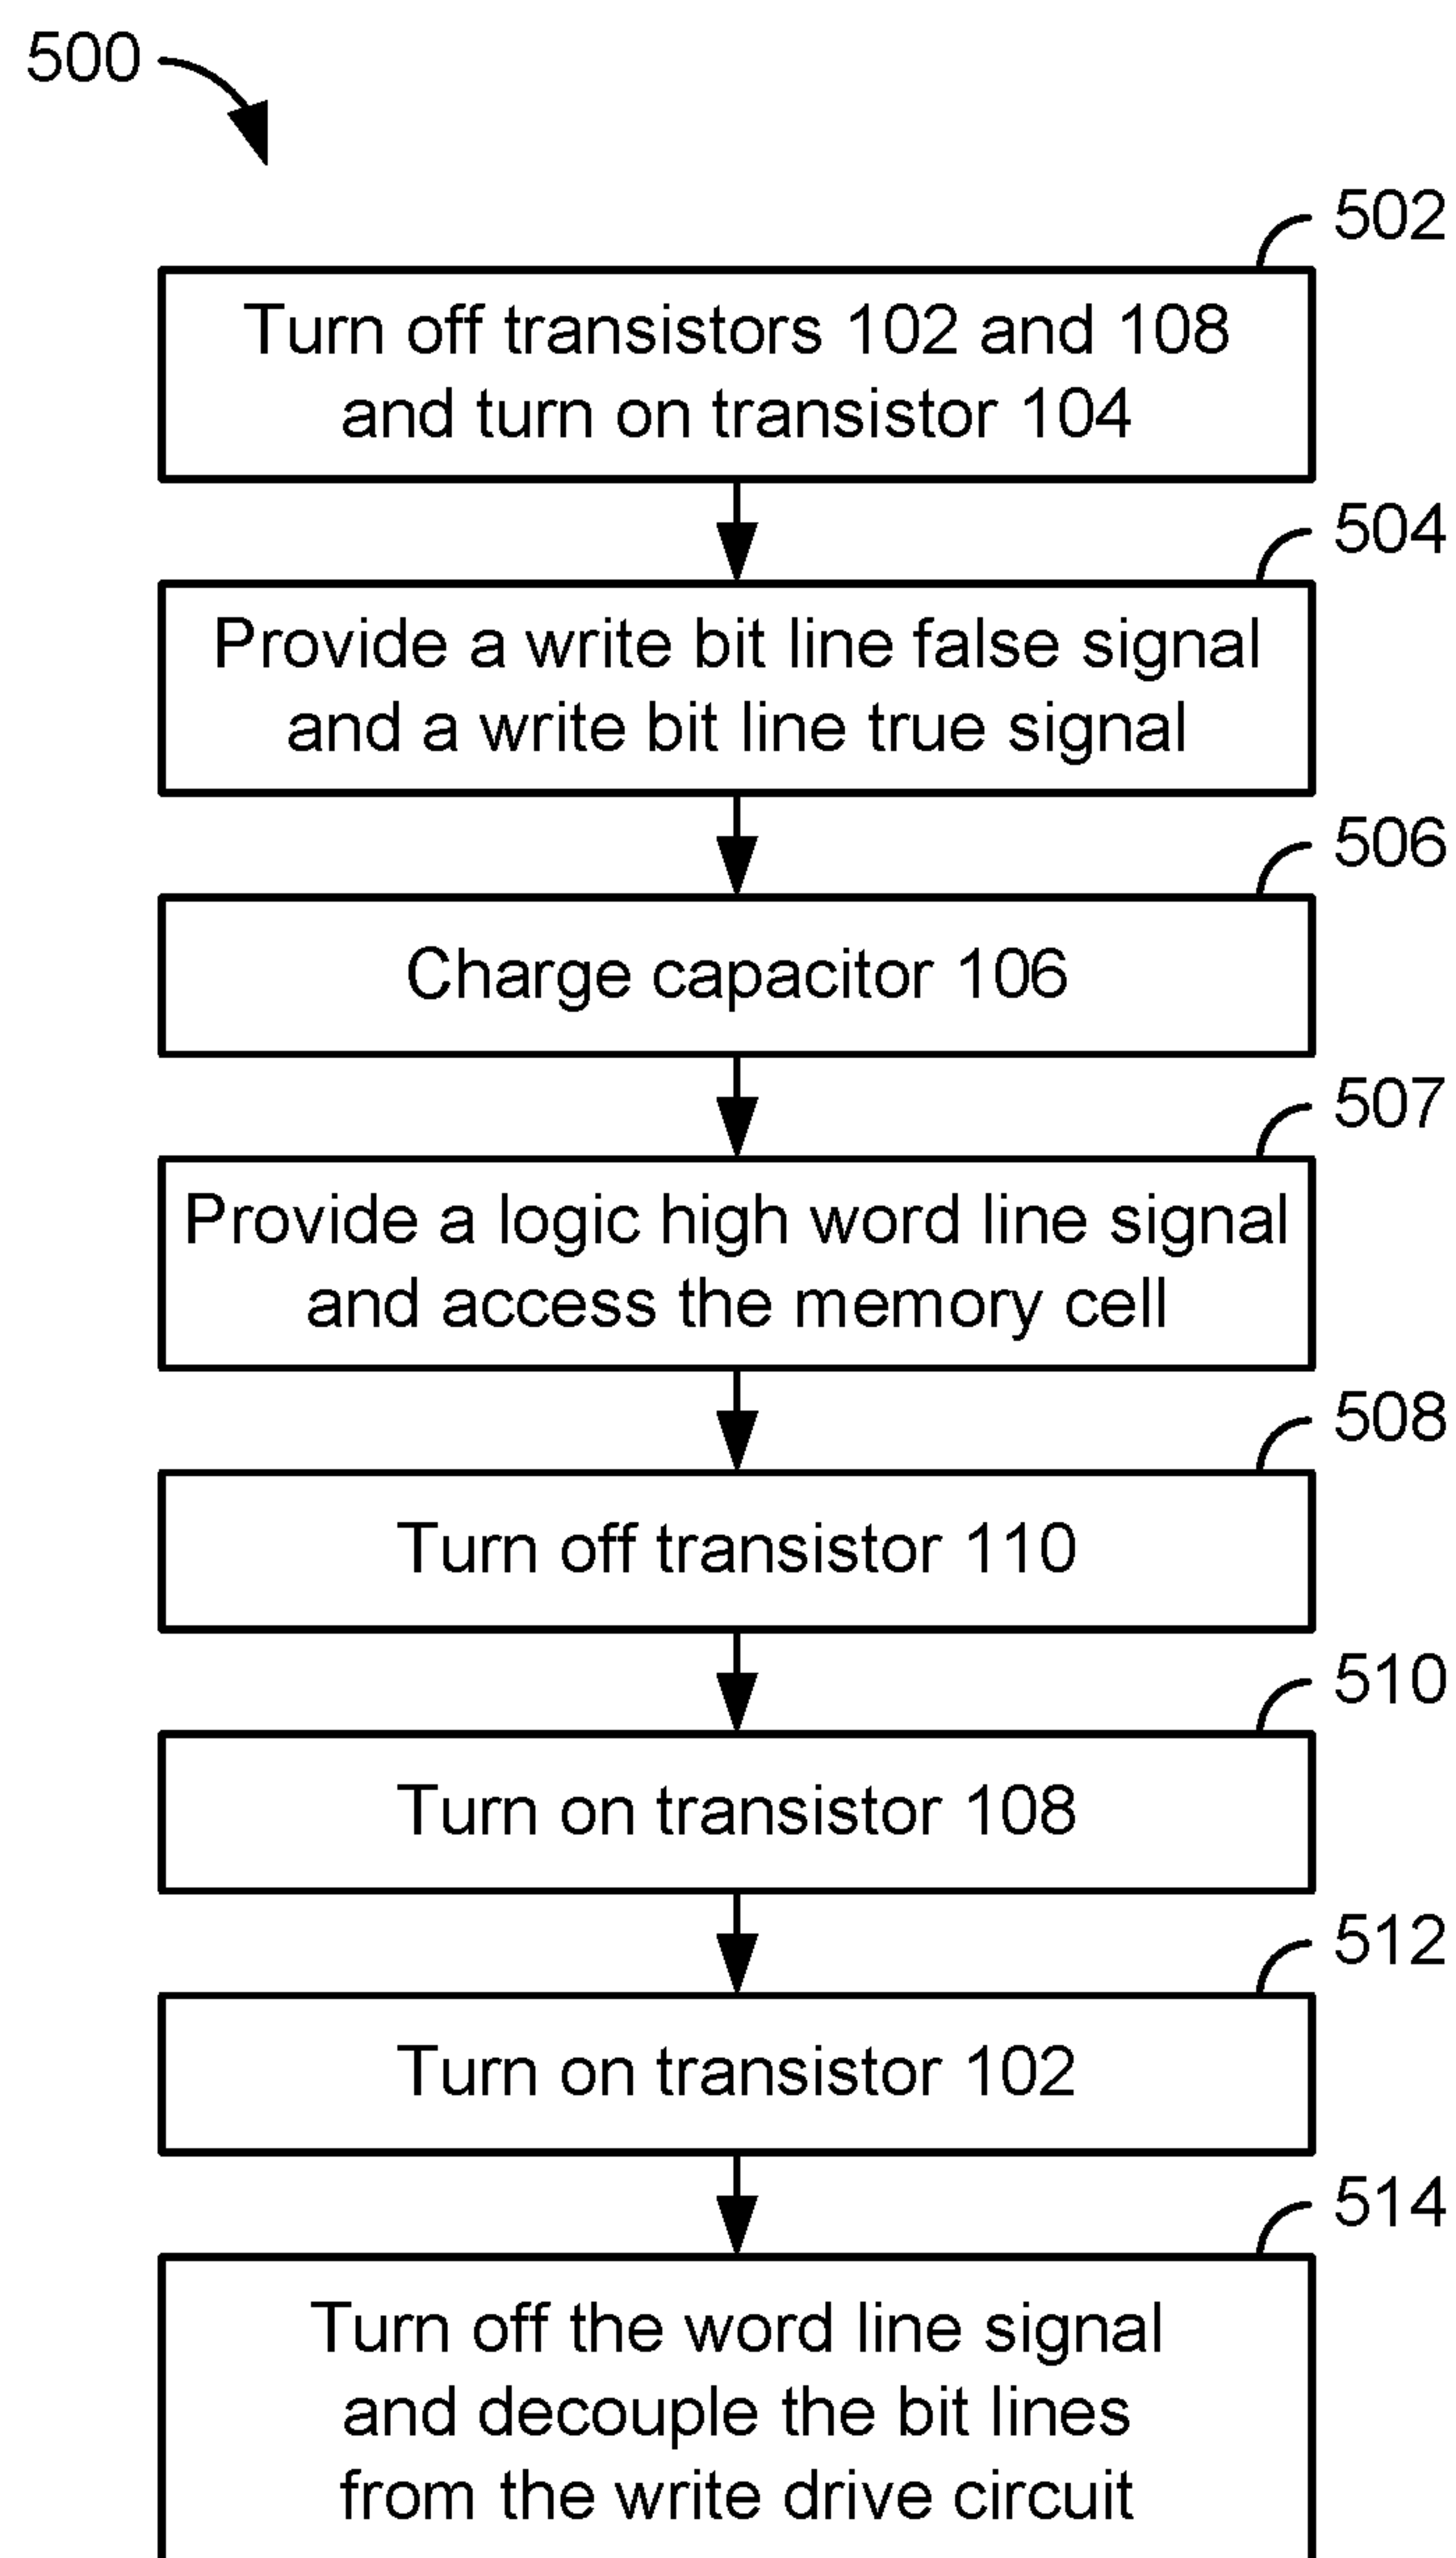 500
502
Turn off transistors 102 and 108
and turn on transistor 104
504
Provide a write bit line false signal
and a write bit line true signal
506
Charge capacitor 106
507
Provide a logic high word line signal
and access the memory cell
508
Turn off transistor 110
510
Turn on transistor 108
512
Turn on transistor 102
514
Turn off the word line signal
and decouple the bit lines
from the write drive circuit